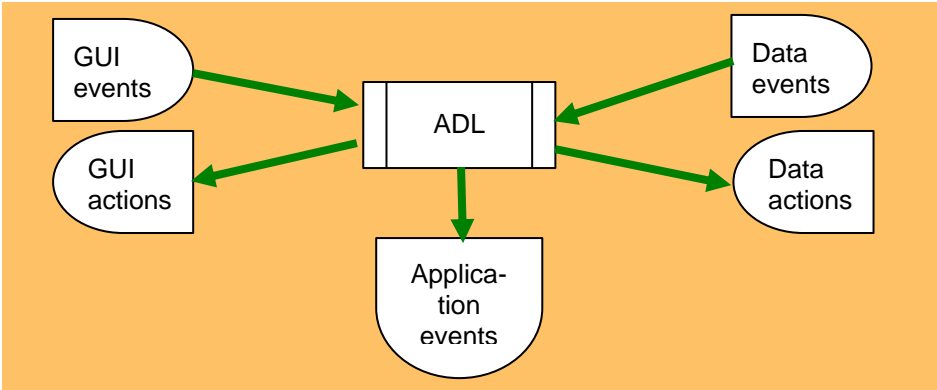 GUI
events
Data
events
ADL
GUI
actions
Data
actions
Applica-
tion
events